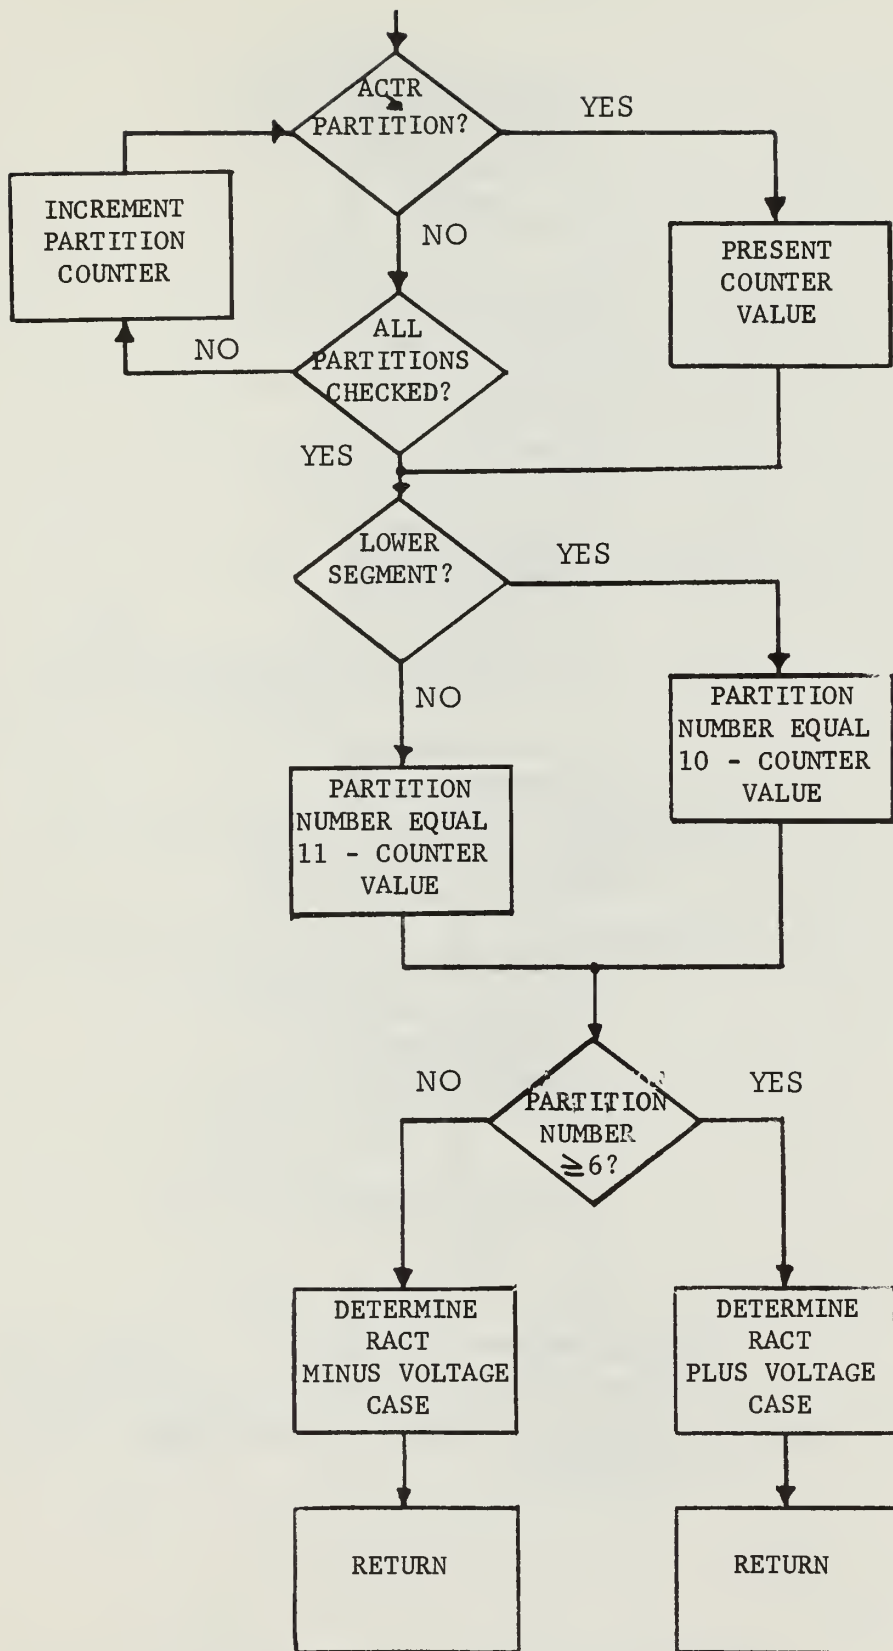 ACTR
>
PARTITION?
YES
INCREMENT
PARTITION
COUNTER
NO
PRESENT
COUNTER
VALUE
ALL
PARTITIONS
CHECKED?
NO
YES
LOWER
SEGMENT?
YES
NO
PARTITION
NUMBER EQUAL
10 - COUNTER
VALUE
PARTITION
NUMBER EQUAL
11 - COUNTER
VALUE
NO
YES
PARTITION
NUMBER
≥6?
DETERMINE
RACT
MINUS VOLTAGE
CASE
DETERMINE
RACT
PLUS VOLTAGE
CASE
RETURN
RETURN